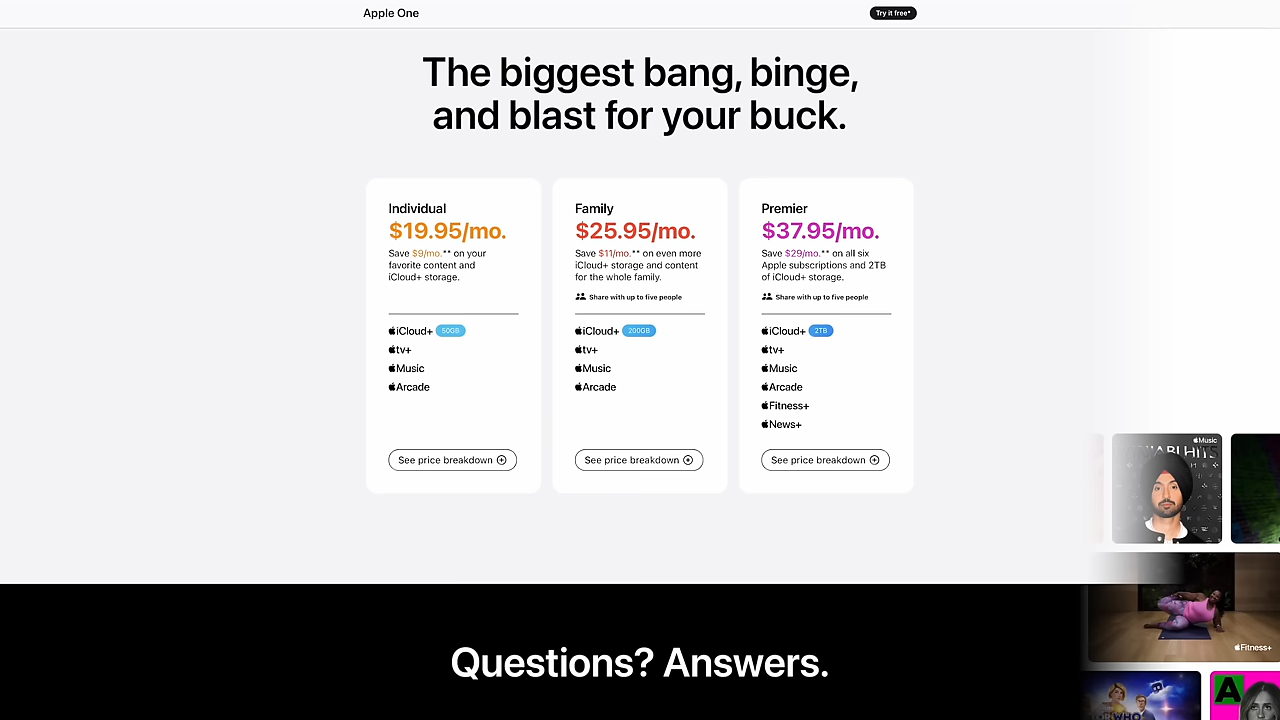 Apple One
Try it free*
The biggest bang, binge,
and blast for your buck.
Individual
$19.95/mo.
Save $9/mo.** on your
favorite content and
iCloud+ storage.
iCloud+ 50GB
tv+
Music
Arcade
See price breakdown
Family
$25.95/mo.
Save $11/mo.** on even more
iCloud+ storage and content
for the whole family.
Share with up to five people
iCloud+ 200GB
tv+
Music
Arcade
See price breakdown
Premier
$37.95/mo.
Save $29/mo.** on all six
Apple subscriptions and 2TB
of iCloud+ storage.
Share with up to five people
iCloud+ 2TB
tv+
Music
Arcade
Fitness+
News+
See price breakdown
Music
HITS
Fitness+
Questions? Answers.
WHO
A